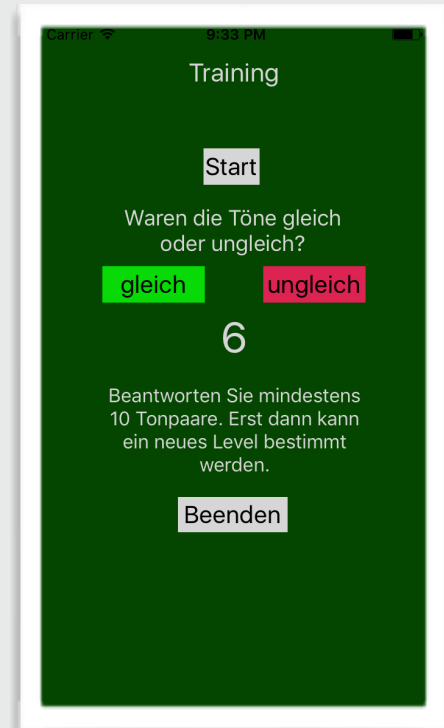 Carrier 9:33 PM
Training
Start
Waren die Töne gleich
oder ungleich?
gleich ungleich
6
Beantworten Sie mindestens
10 Tonpaare. Erst dann kann
ein neues Level bestimmt
werden.
Beenden